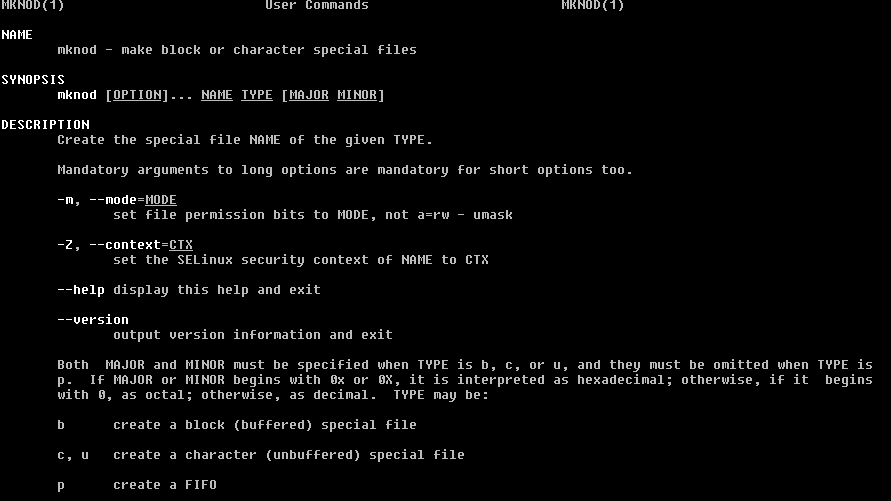 MKNOD(1) User Commands MKNOD(1)
NAME
mknod - make block or character special files
SYNOPSIS
mknod [OPTION]... NAME TYPE [MAJOR MINOR]
DESCRIPTION
Create the special file NAME of the given TYPE.
Mandatory arguments to long options are mandatory for short options too.
-m, --mode=MODE
set file permission bits to MODE, not a=rw - umask
-Z, --context=CTX
set the SELinux security context of NAME to CTX
--help display this help and exit
--version
output version information and exit
Both  MAJOR and MINOR must be specified when TYPE is b, c, or u, and they must be omitted when TYPE is
p.  If MAJOR or MINOR begins with 0x or 0X, it is interpreted as hexadecimal; otherwise, if it  begins
with 0, as octal; otherwise, as decimal.  TYPE may be:
b create a block (buffered) special file
c, u create a character (unbuffered) special file
p create a FIFO